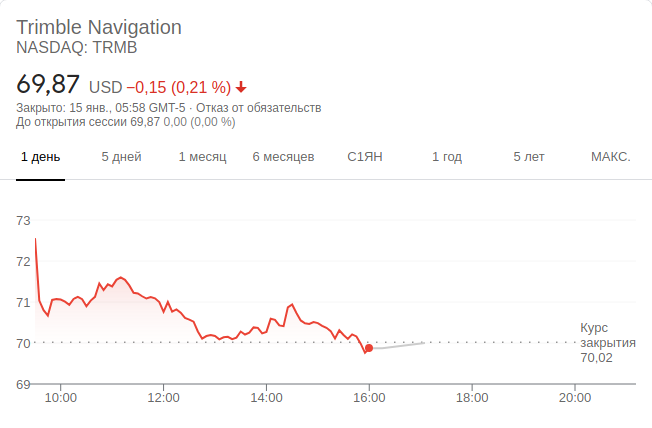 Trimble Navigation
NASDAQ: TRMB
69,87 USD −0,15 (0,21 %)
Закрыто: 15 янв., 05:58 GMT-5 · Отказ от обязательств
До открытия сессии 69,87 0,00 (0,00 %)
1 день 5 дней 1 месяц 6 месяцев С1ЯН 1 год 5 лет МАКС.
73
72
71
70
69
Курс
закрытия
70,02
10:00 12:00 14:00 16:00 18:00 20:00